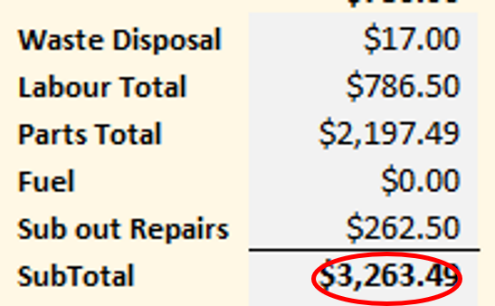 Waste Disposal $17.00
Labour Total $786.50
Parts Total $2,197.49
Fuel $0.00
Sub out Repairs $262.50
SubTotal $3,263.49